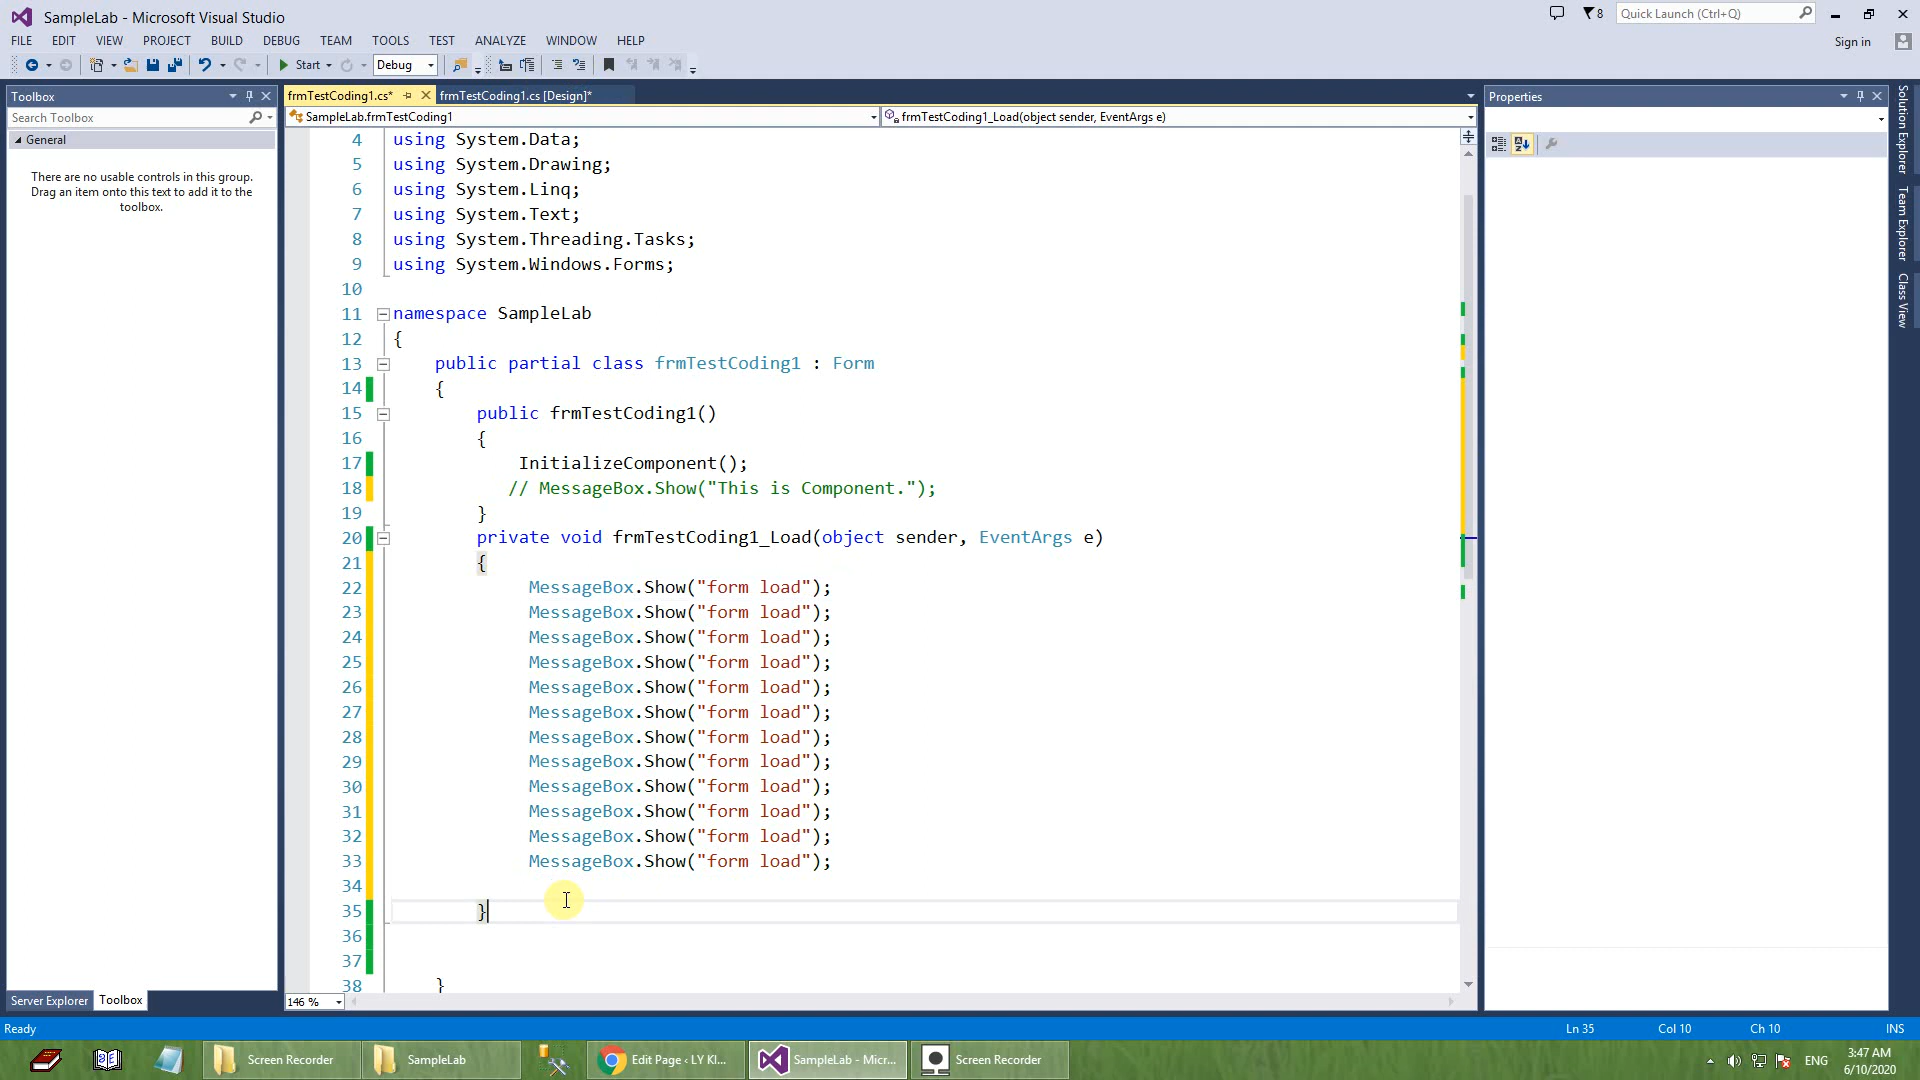 SampleLab - Microsoft Visual Studio
8
Quick Launch (Ctrl+Q)
FILE EDIT VIEW PROJECT BUILD DEBUG TEAM TOOLS TEST ANALYZE WINDOW HELP
Sign in
Start
Debug
Toolbox
frmTestCoding1.cs*
frmTestCoding1.cs [Design]*
Properties
Search Toolbox
SampleLab.frmTestCoding1
frmTestCoding1_Load(object sender, EventArgs e)
General
There are no usable controls in this group.
Drag an item onto this text to add it to the
toolbox.
4 using System.Data;
5 using System.Drawing;
6 using System.Linq;
7 using System.Text;
8 using System.Threading.Tasks;
9 using System.Windows.Forms;
10
11 namespace SampleLab
12 {
13 public partial class frmTestCoding1 : Form
14 {
15 public frmTestCoding1()
16 {
17 InitializeComponent();
18 // MessageBox.Show("This is Component.");
19 }
20 private void frmTestCoding1_Load(object sender, EventArgs e)
21 {
22 MessageBox.Show("form load");
23 MessageBox.Show("form load");
24 MessageBox.Show("form load");
25 MessageBox.Show("form load");
26 MessageBox.Show("form load");
27 MessageBox.Show("form load");
28 MessageBox.Show("form load");
29 MessageBox.Show("form load");
30 MessageBox.Show("form load");
31 MessageBox.Show("form load");
32 MessageBox.Show("form load");
33 MessageBox.Show("form load");
34
35 }
36
37
38 }
Solution Explorer
Team Explorer
Class View
Server Explorer
Toolbox
146 %
Ready
Ln 35
Col 10
Ch 10
INS
Screen Recorder
SampleLab
Edit Page ‹ LY Kl...
SampleLab - Micr...
Screen Recorder
ENG
3:47 AM
6/10/2020